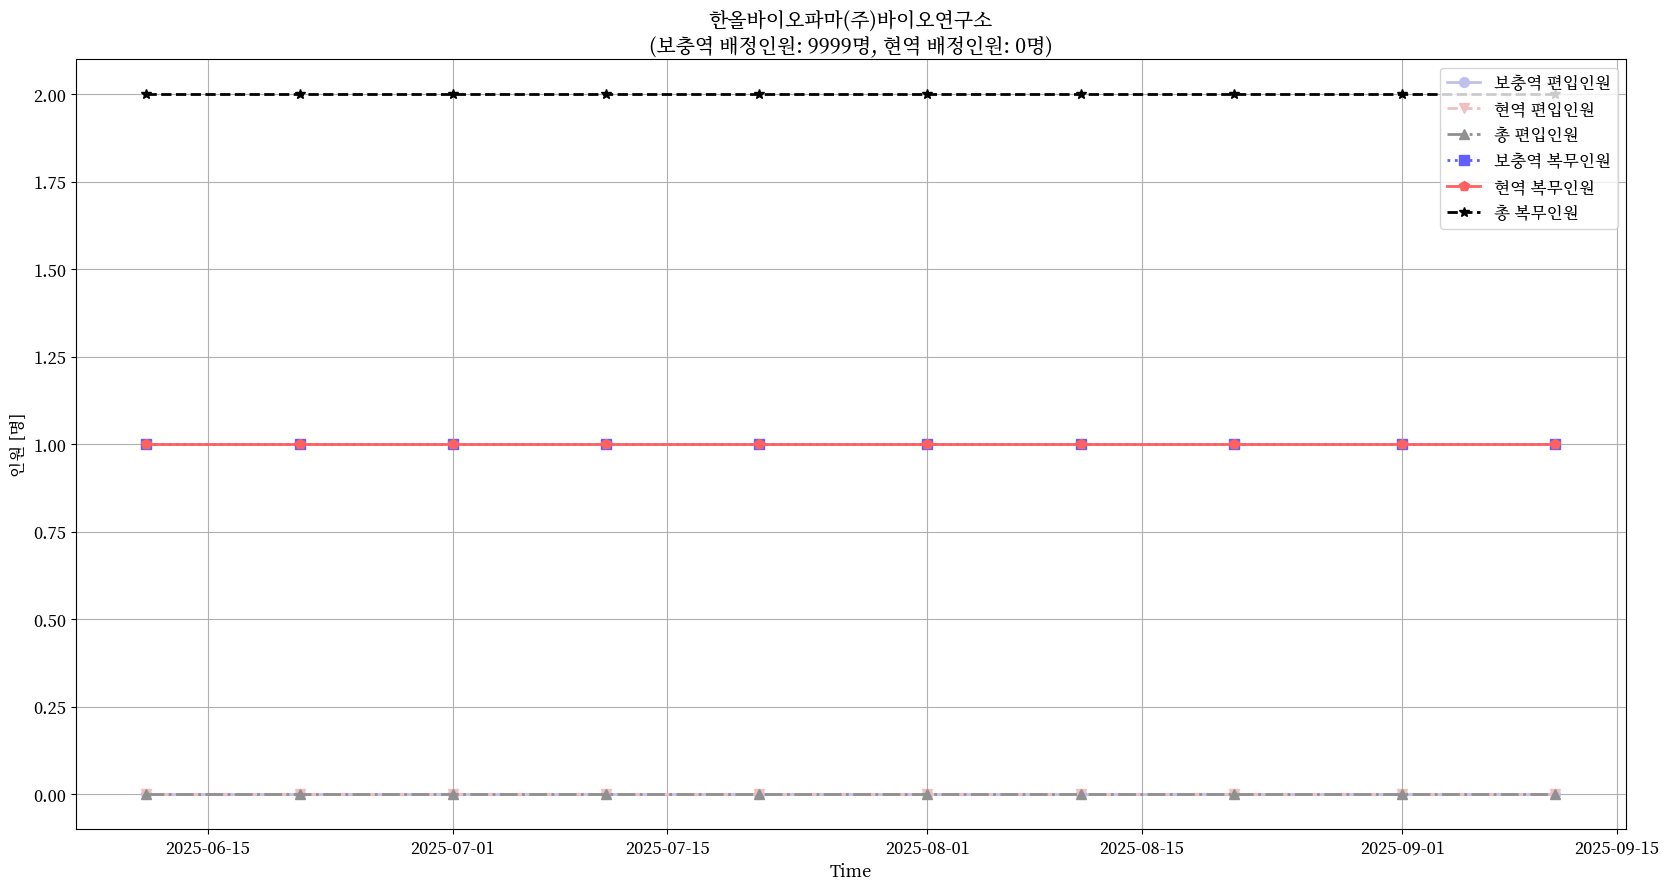 한올바이오파마(주)바이오연구소
(보충역 배정인원: 9999명, 현역 배정인원: 0명)
보충역 편입인원
현역 편입인원
총 편입인원
보충역 복무인원
현역 복무인원
총 복무인원
인원 [명]
2.00
1.75
1.50
1.25
1.00
0.75
0.50
0.25
0.00
2025-06-15
2025-07-01
2025-07-15
2025-08-01
2025-08-15
2025-09-01
2025-09-15
Time